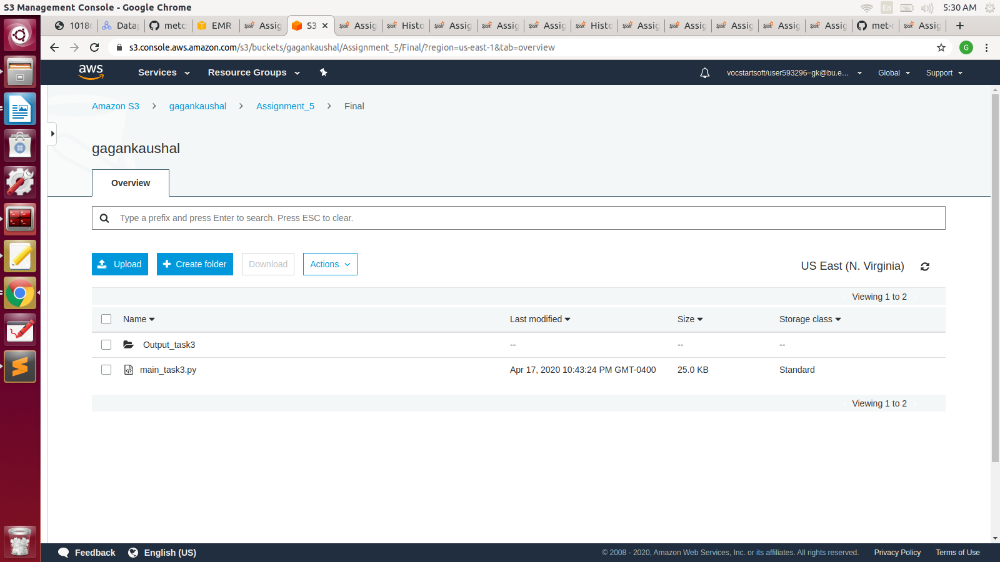 S3 Management Console - Google Chrome
En
5:30 AM
1018
Data
metc
EMR
Assig
S3
Assig
Histo
Assig
Assig
Assig
Histo
Assig
Assig
Assig
Assig
Assig
met-
Assig
s3.console.aws.amazon.com/s3/buckets/gagankaushal/Assignment_5/Final/?region=us-east-1&tab=overview
G
aws
Services
Resource Groups
vocstartsoft/user593296=gk@bu.e...
Global
Support
Amazon S3
gagankaushal
Assignment_5
Final
gagankaushal
Overview
Type a prefix and press Enter to search. Press ESC to clear.
Upload
Create folder
Download
Actions
US East (N. Virginia)
Viewing 1 to 2
Name
Last modified
Size
Storage class
Output_task3
--
--
--
main_task3.py
Apr 17, 2020 10:43:24 PM GMT-0400
25.0 KB
Standard
Viewing 1 to 2
Feedback
English (US)
© 2008 - 2020, Amazon Web Services, Inc. or its affiliates. All rights reserved.
Privacy Policy
Terms of Use